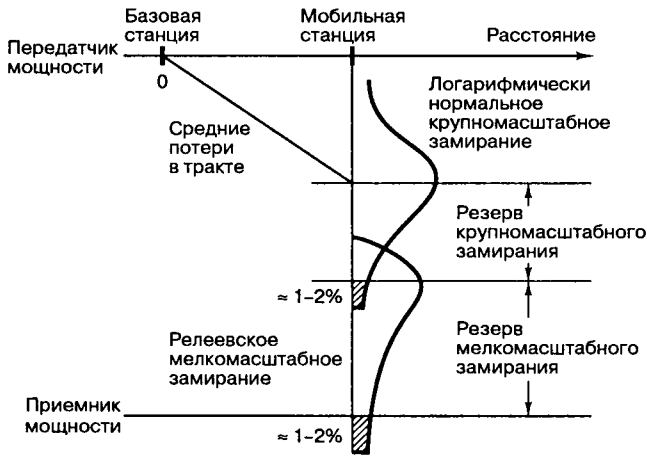 Базовая
станция
Мобильная
станция
Расстояние
Передатчик
мощности
0
Логарифмически
нормальное
крупномасштабное
замирание
Средние
потери
в тракте
Резерв
крупномасштабного
замирания
≈ 1–2%
Релеевское
мелкомасштабное
замирание
Резерв
мелкомасштабного
замирания
Приемник
мощности
≈ 1–2%